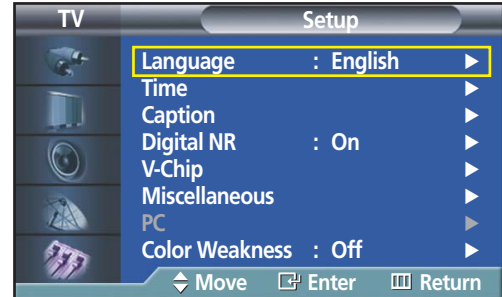 TV Setup
Language : English
Time
Caption
Digital NR : On
V-Chip
Miscellaneous
PC
Color Weakness : Off
Move Enter Return